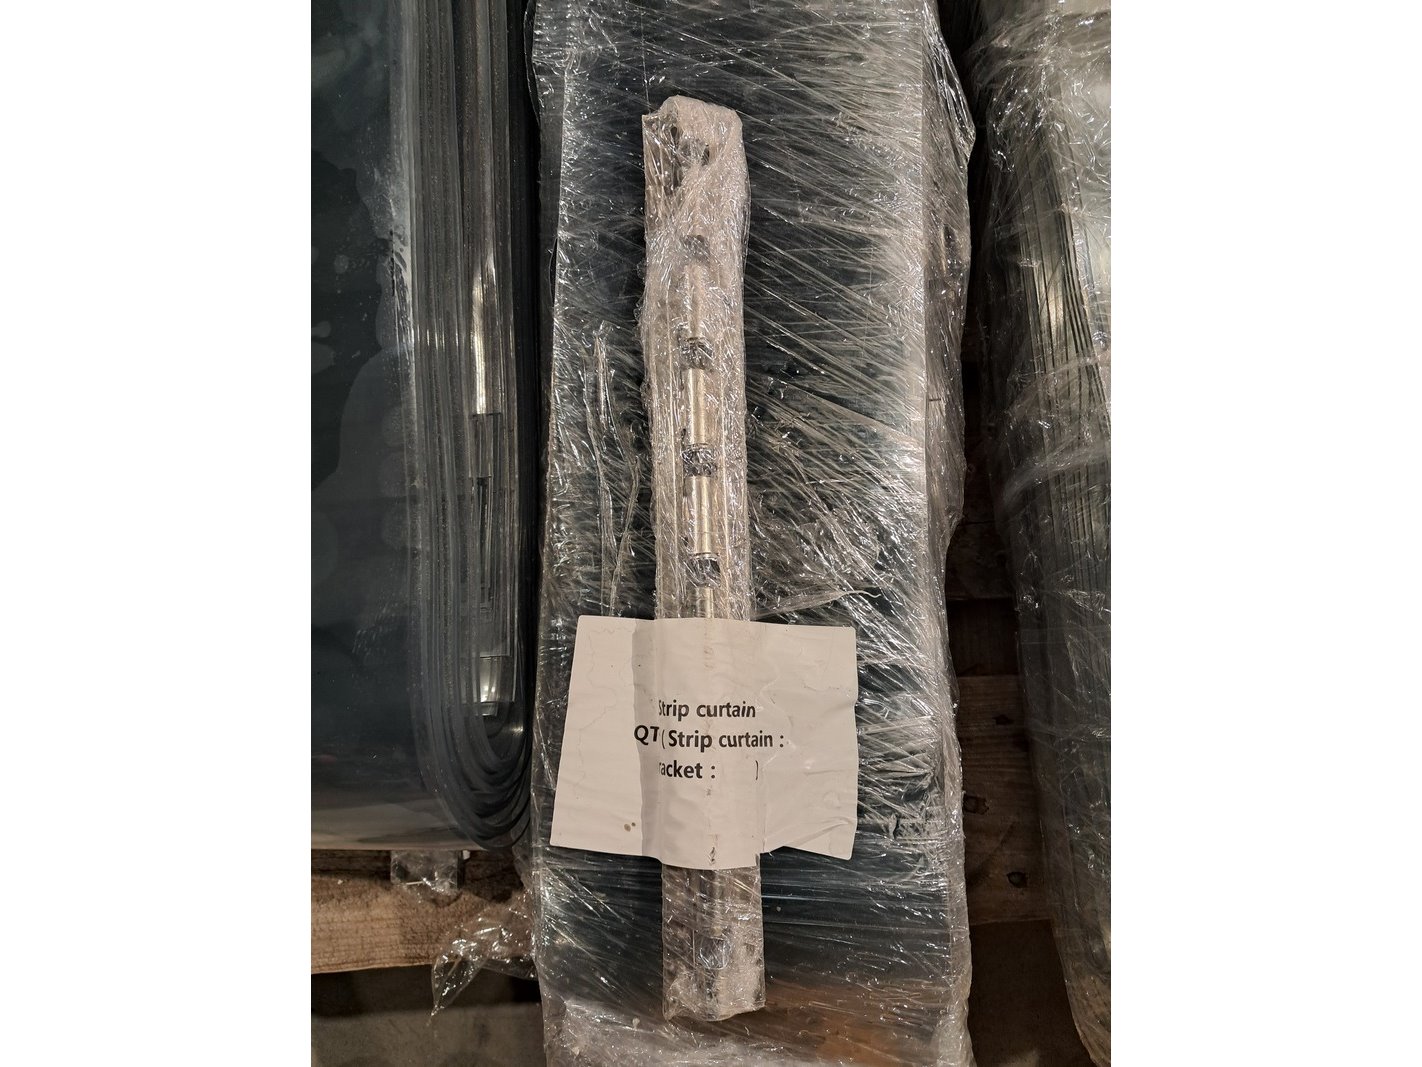 Strip curtain
QT( Strip curtain :
racket : )